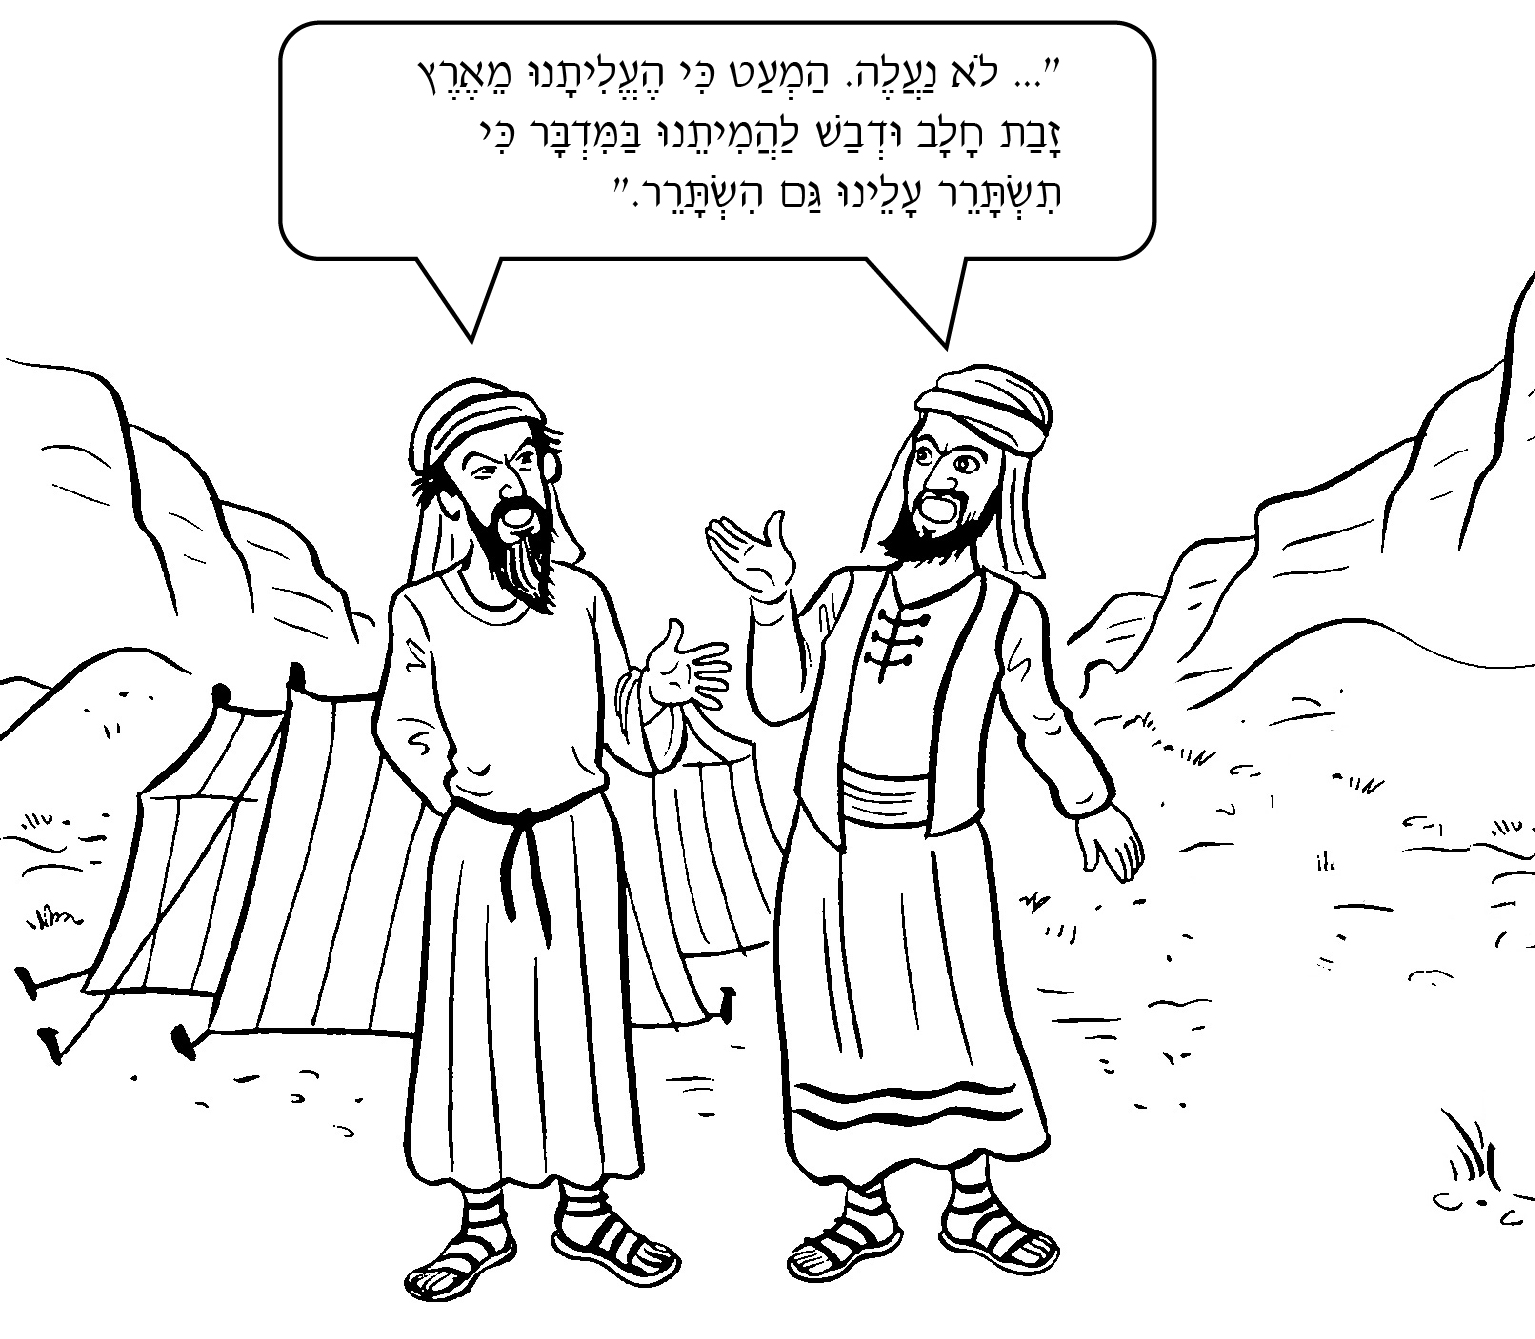 "... לֹא נַעֲלֶה. הַמְעַט כִּי הֶעֱלִיתָנוּ מֵאֶרֶץ
זָבַת חָלָב וּדְבַשׁ לַהֲמִיתֵנוּ בַּמִּדְבָּר כִּי
תִשְׂתָּרֵר עָלֵינוּ גַּם הִשְׂתָּרֵר."